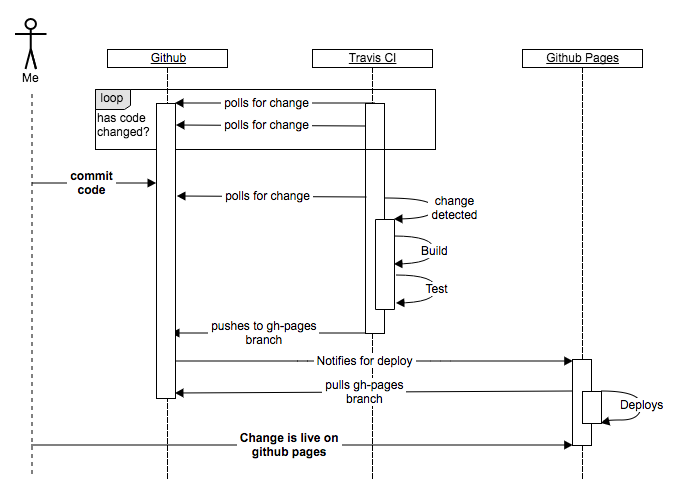 Me
Github
Travis CI
Github Pages
loop
has code
changed?
polls for change
polls for change
commit
code
polls for change
change
detected
Build
Test
pushes to gh-pages
branch
Notifies for deploy
pulls gh-pages
branch
Deploys
Change is live on
github pages